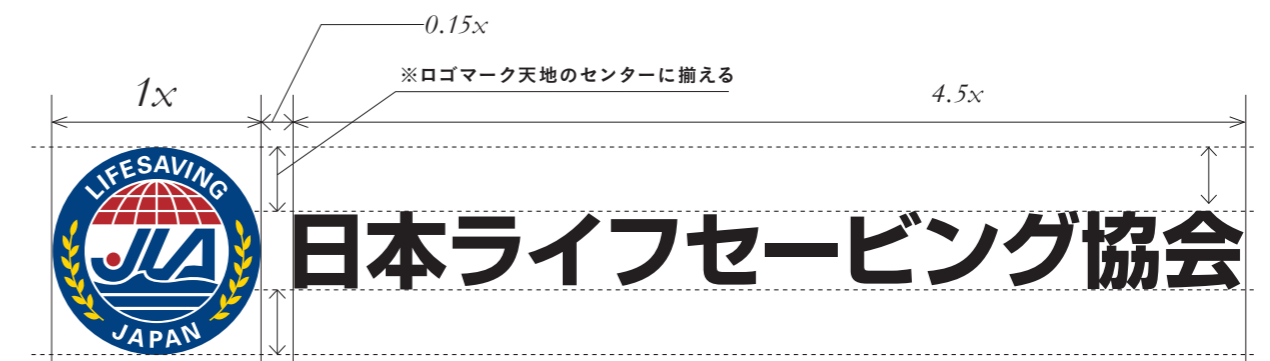 0.15x
※ロゴマーク天地のセンターに揃える
1x
4.5x
LIFESAVING
JLA
JAPAN
日本ライフセービング協会